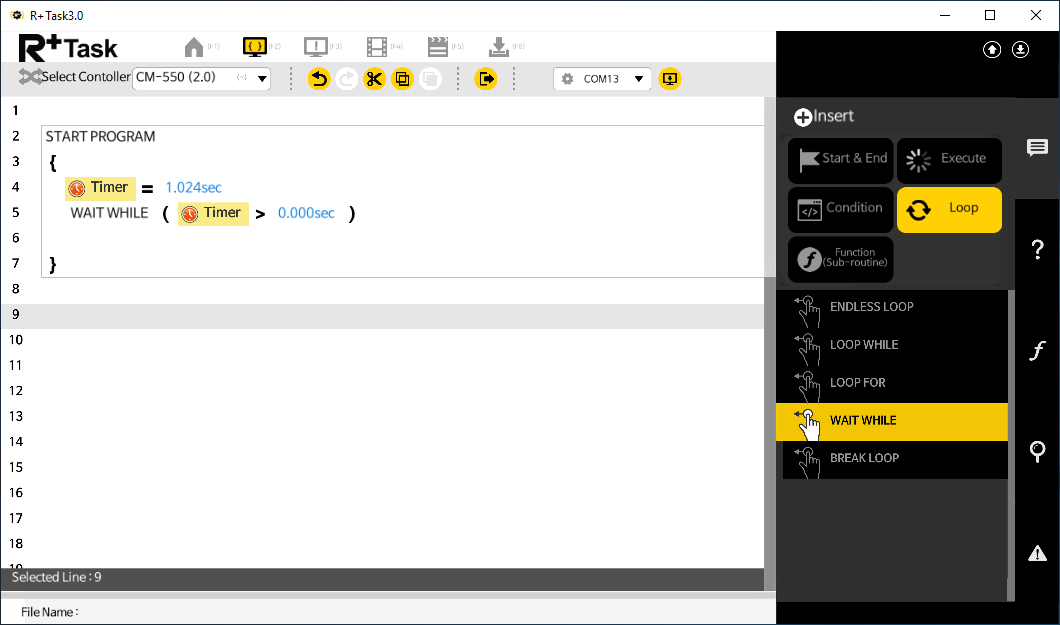 R+ Task3.0
R+Task
(F1)
(F2)
(F3)
(F4)
(F5)
(F6)
Select Contoller
CM-550 (2.0)
COM13
1
2 START PROGRAM
3 {
4 Timer = 1.024sec
5 WAIT WHILE ( Timer > 0.000sec )
6
7 }
8
9
10
11
12
13
14
15
16
17
18
19
Selected Line : 9
File Name :
Insert
Start & End
Execute
Condition
Loop
Function
(Sub-routine)
ENDLESS LOOP
LOOP WHILE
LOOP FOR
WAIT WHILE
BREAK LOOP